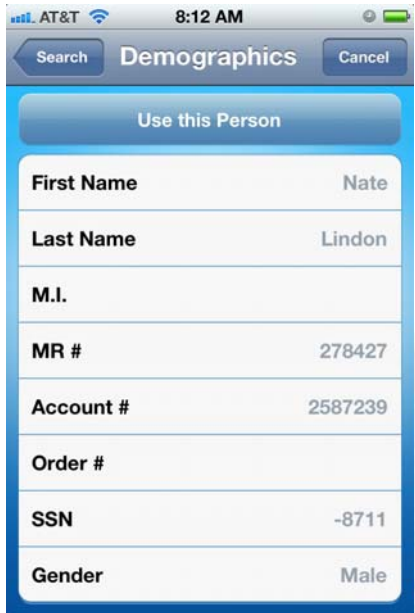 AT&T 8:12 AM
Search Demographics Cancel
Use this Person
First Name Nate
Last Name Lindon
M.I.
MR # 278427
Account # 2587239
Order #
SSN -8711
Gender Male